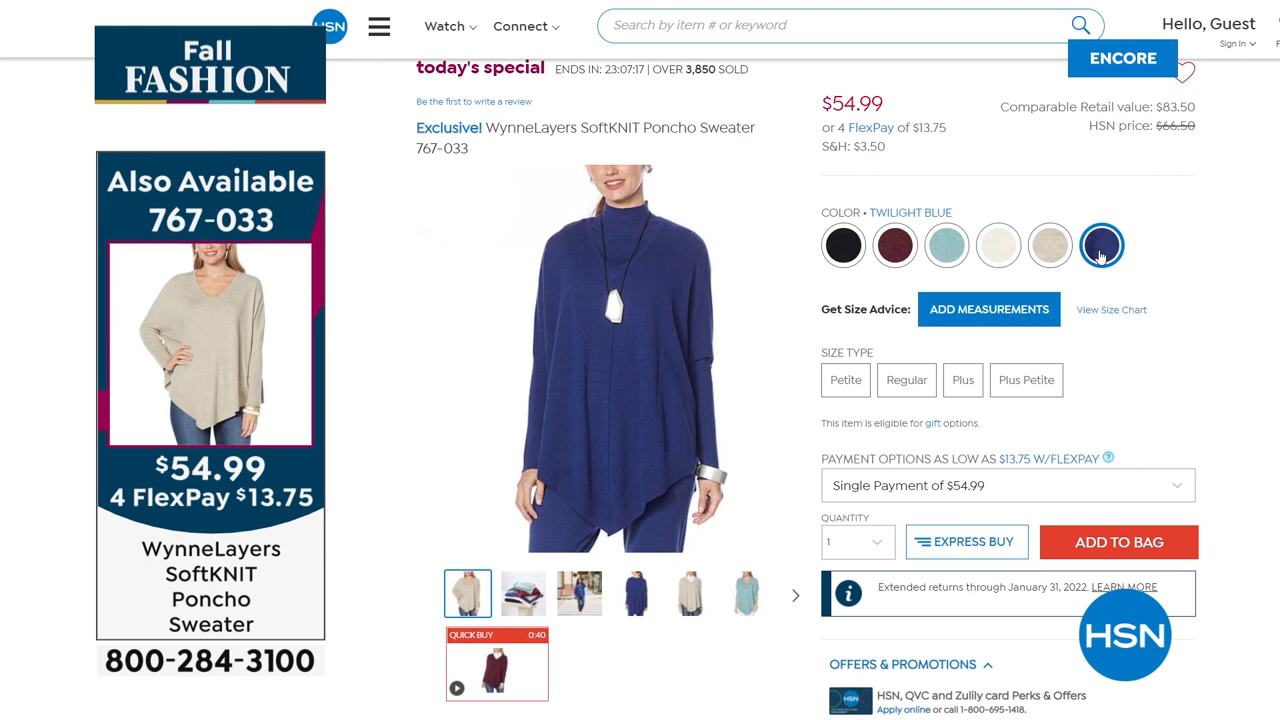 HSN
Watch
Connect
Search by item # or keyword
Hello, Guest
Sign In
F
Fall
FASHION
ENCORE
today's special ENDS IN: 23:07:17 | OVER 3,850 SOLD
Be the first to write a review
Exclusive! WynneLayers SoftKNIT Poncho Sweater
767-033
$54.99
Comparable Retail value: $83.50
or 4 FlexPay of $13.75
HSN price: $66.50
S&H: $3.50
Also Available
767-033
$54.99
4 FlexPay $13.75
WynneLayers
SoftKNIT
Poncho
Sweater
800-284-3100
COLOR • TWILIGHT BLUE
Get Size Advice: ADD MEASUREMENTS View Size Chart
SIZE TYPE
Petite Regular Plus Plus Petite
This item is eligible for gift options.
PAYMENT OPTIONS AS LOW AS $13.75 W/FLEXPAY ?
Single Payment of $54.99
QUANTITY
1 EXPRESS BUY ADD TO BAG
Extended returns through January 31, 2022. LEARN MORE
HSN
QUICK BUY 0:40
OFFERS & PROMOTIONS
HSN, QVC and Zulily card Perks & Offers
Apply online or call 1-800-695-1418.